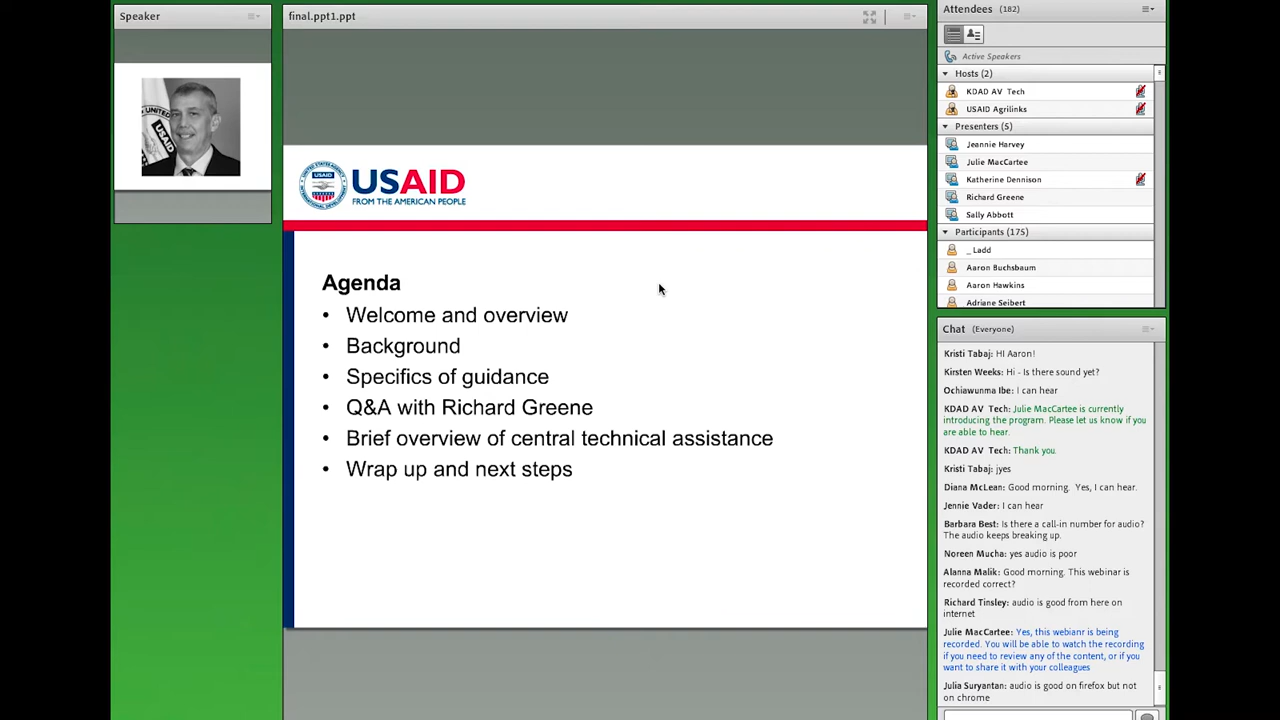 Speaker
UNITED
USAID
final.ppt1.ppt
USAID
FROM THE AMERICAN PEOPLE
Agenda
• Welcome and overview
• Background
• Specifics of guidance
• Q&A with Richard Greene
• Brief overview of central technical assistance
• Wrap up and next steps
Attendees (182)
Active Speakers
Hosts (2)
KDAD AV Tech
USAID Agrilinks
Presenters (5)
Jeannie Harvey
Julie MacCartee
Katherine Dennison
Richard Greene
Sally Abbott
Participants (175)
_ Ladd
Aaron Buchsbaum
Aaron Hawkins
Adriane Seibert
Chat (Everyone)
Kristi Tabaj: HI Aaron!
Kirsten Weeks: Hi - Is there sound yet?
Ochiawunma Ibe: I can hear
KDAD AV Tech: Julie MacCartee is currently
introducing the program. Please let us know if you
are able to hear.
KDAD AV Tech: Thank you.
Kristi Tabaj: jyes
Diana McLean: Good morning. Yes, I can hear.
Jennie Vader: I can hear
Barbara Best: Is there a call-in number for audio?
The audio keeps breaking up.
Noreen Mucha: yes audio is poor
Alanna Malik: Good morning. This webinar is
recorded correct?
Richard Tinsley: audio is good from here on
internet
Julie MacCartee: Yes, this webianr is being
recorded. You will be able to watch the recording
if you need to review any of the content, or if you
want to share it with your colleagues
Julia Suryantan: audio is good on firefox but not
on chrome